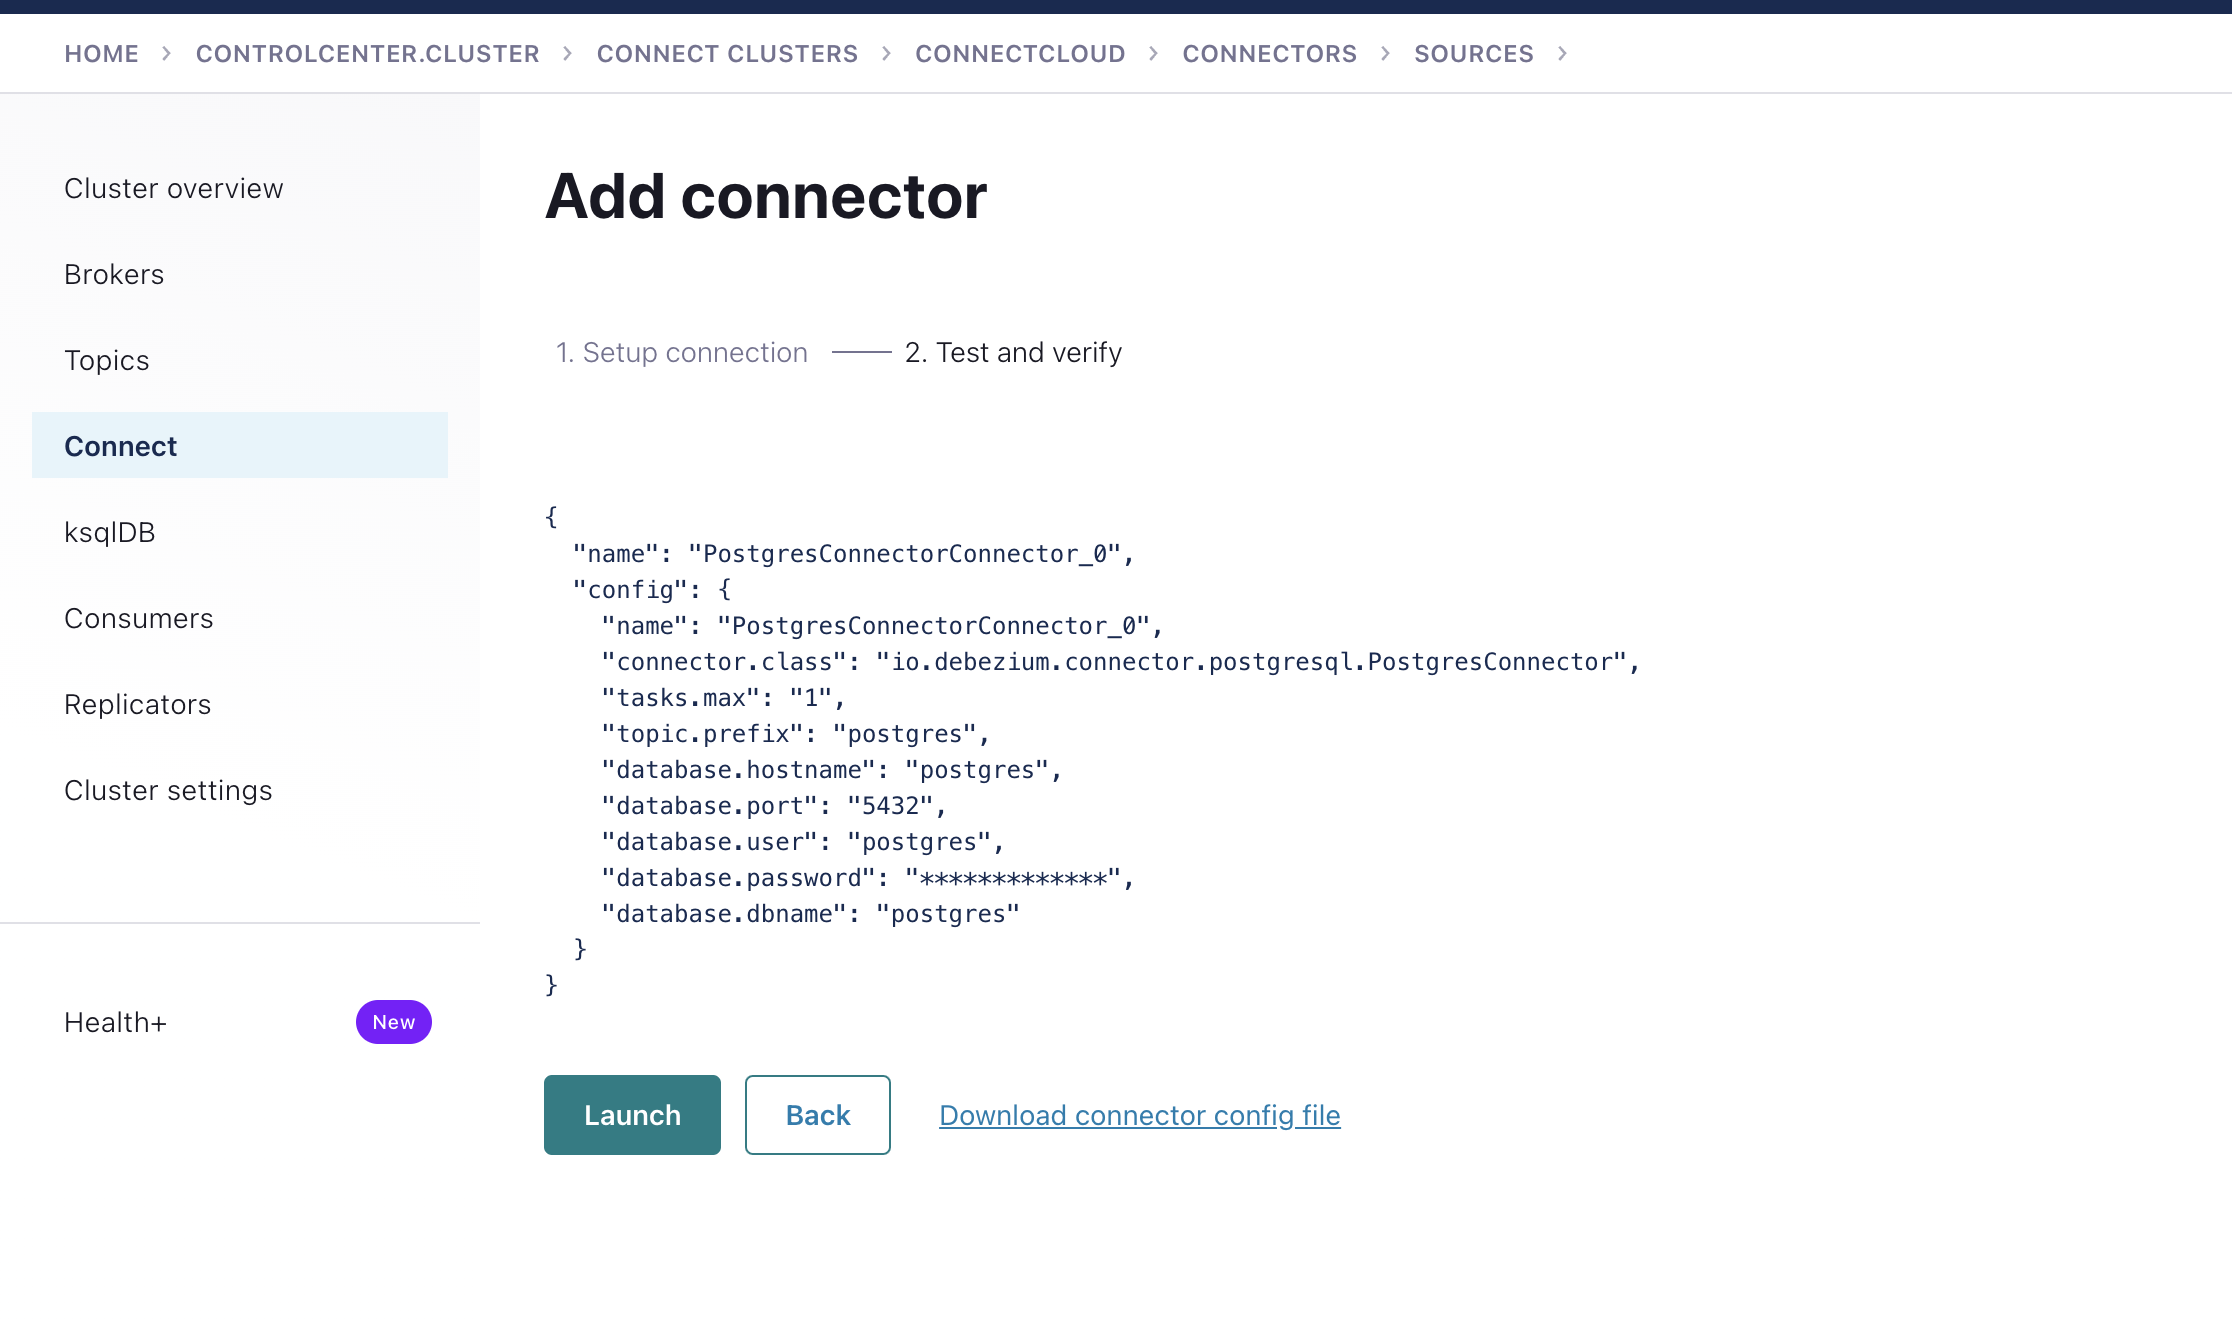 HOME > CONTROLCENTER.CLUSTER > CONNECT CLUSTERS > CONNECTCLOUD > CONNECTORS > SOURCES >
Cluster overview
Brokers
Topics
Connect
ksqlDB
Consumers
Replicators
Cluster settings
Health+ New
Add connector
1. Setup connection 2. Test and verify
{
  "name": "PostgresConnectorConnector_0",
  "config": {
    "name": "PostgresConnectorConnector_0",
    "connector.class": "io.debezium.connector.postgresql.PostgresConnector",
    "tasks.max": "1",
    "topic.prefix": "postgres",
    "database.hostname": "postgres",
    "database.port": "5432",
    "database.user": "postgres",
    "database.password": "*************",
    "database.dbname": "postgres"
  }
}
Launch Back Download connector config file